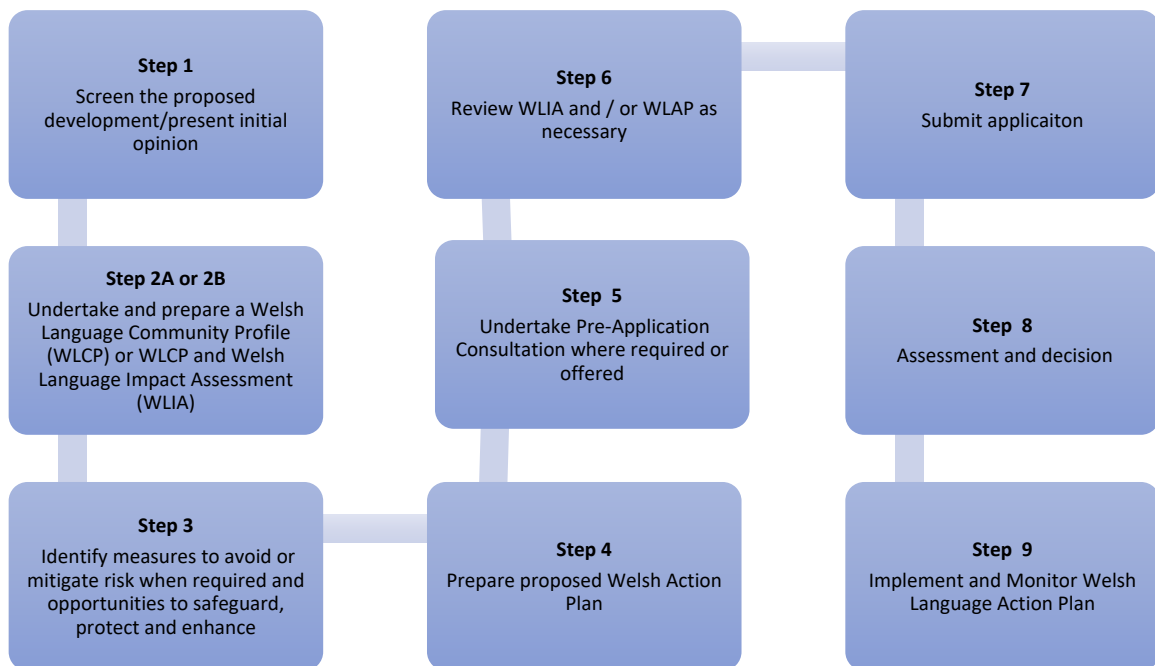 Step 1
Screen the proposed
development/present initial
opinion
Step 2A or 2B
Undertake and prepare a Welsh
Language Community Profile
(WLCP) or WLCP and Welsh
Language Impact Assessment
(WLIA)
Step 3
Identify measures to avoid or
mitigate risk when required and
opportunities to safeguard,
protect and enhance
Step 4
Prepare proposed Welsh Action
Plan
Step 5
Undertake Pre-Application
Consultation where required or
offered
Step 6
Review WLIA and / or WLAP as
necessary
Step 7
Submit applicaiton
Step 8
Assessment and decision
Step 9
Implement and Monitor Welsh
Language Action Plan